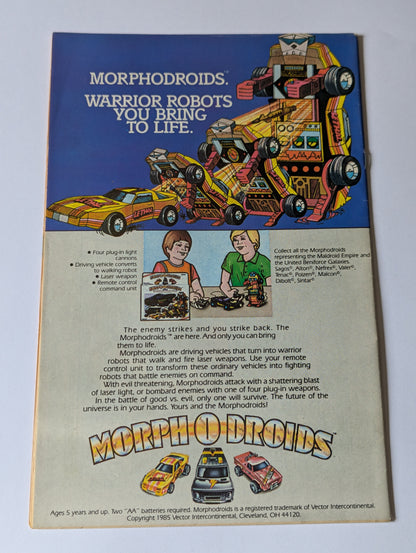 MORPHODROIDS.™
WARRIOR ROBOTS
YOU BRING
TO LIFE.
• Four plug-in light
cannons
• Driving vehicle converts
to walking robot
• Laser weapon
• Remote control
command unit
Collect all the Morphodroids
representing the Maldroid Empire and
the United Beniforce Galaxies.
The enemy strikes and you strike back. The
Morphodroids™ are here. And only you can bring
them to life.
Morphodroids are driving vehicles that turn into warrior
robots that walk and fire laser weapons. Use your remote
control unit to transform these ordinary vehicles into fighting
robots that battle enemies on command.
With evil threatening, Morphodroids attack with a shattering blast
of laser light, or bombard enemies with one of four plug-in weapons.
In the battle of good vs. evil, only one will survive. The future of the
universe is in your hands. Yours and the Morphodroids!
MORPH-O-DROIDS™
Ages 5 years and up. Two "AA" batteries required. Morphodroids is a registered trademark of Vector Intercontinental.
Copyright 1985 Vector Intercontinental, Cleveland, OH 44120.